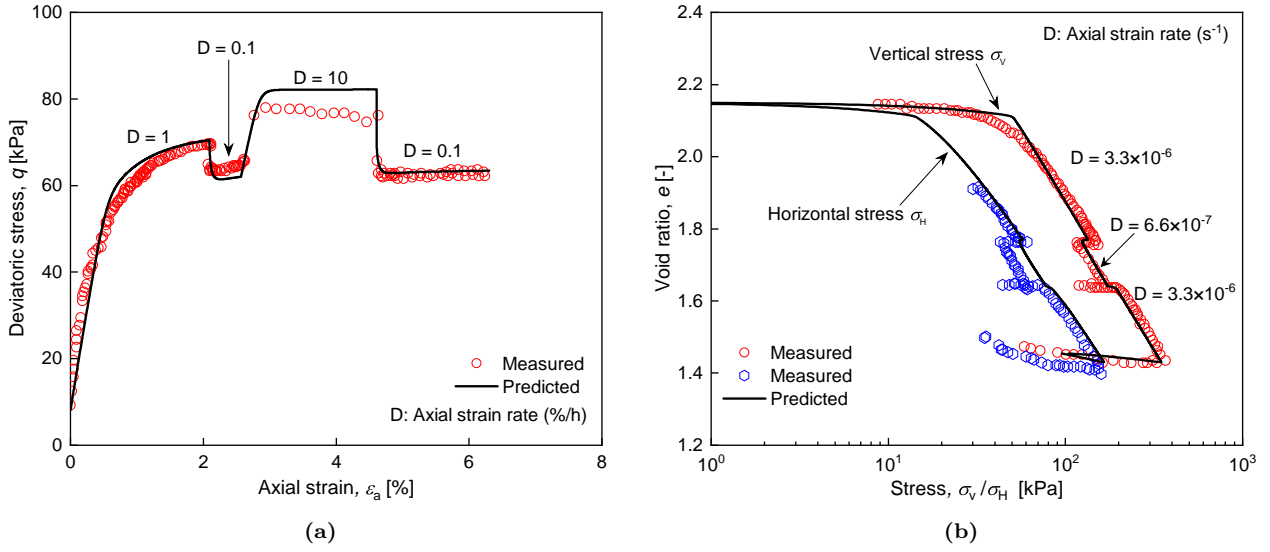 100
80
60
40
20
0
Deviatoric stress, q [kPa]
D = 0.1
D = 10
D = 1
D = 0.1
Measured
Predicted
D: Axial strain rate (%/h)
0 2 4 6 8
Axial strain, εa [%]
(a)
2.4
2.2
2.0
1.8
1.6
1.4
1.2
Void ratio, e [-]
D: Axial strain rate (s⁻¹)
Vertical stress σV
D = 3.3×10⁻⁶
Horizontal stress σH
D = 6.6×10⁻⁷
D = 3.3×10⁻⁶
Measured
Measured
Predicted
10⁰ 10¹ 10² 10³
Stress, σv /σH [kPa]
(b)